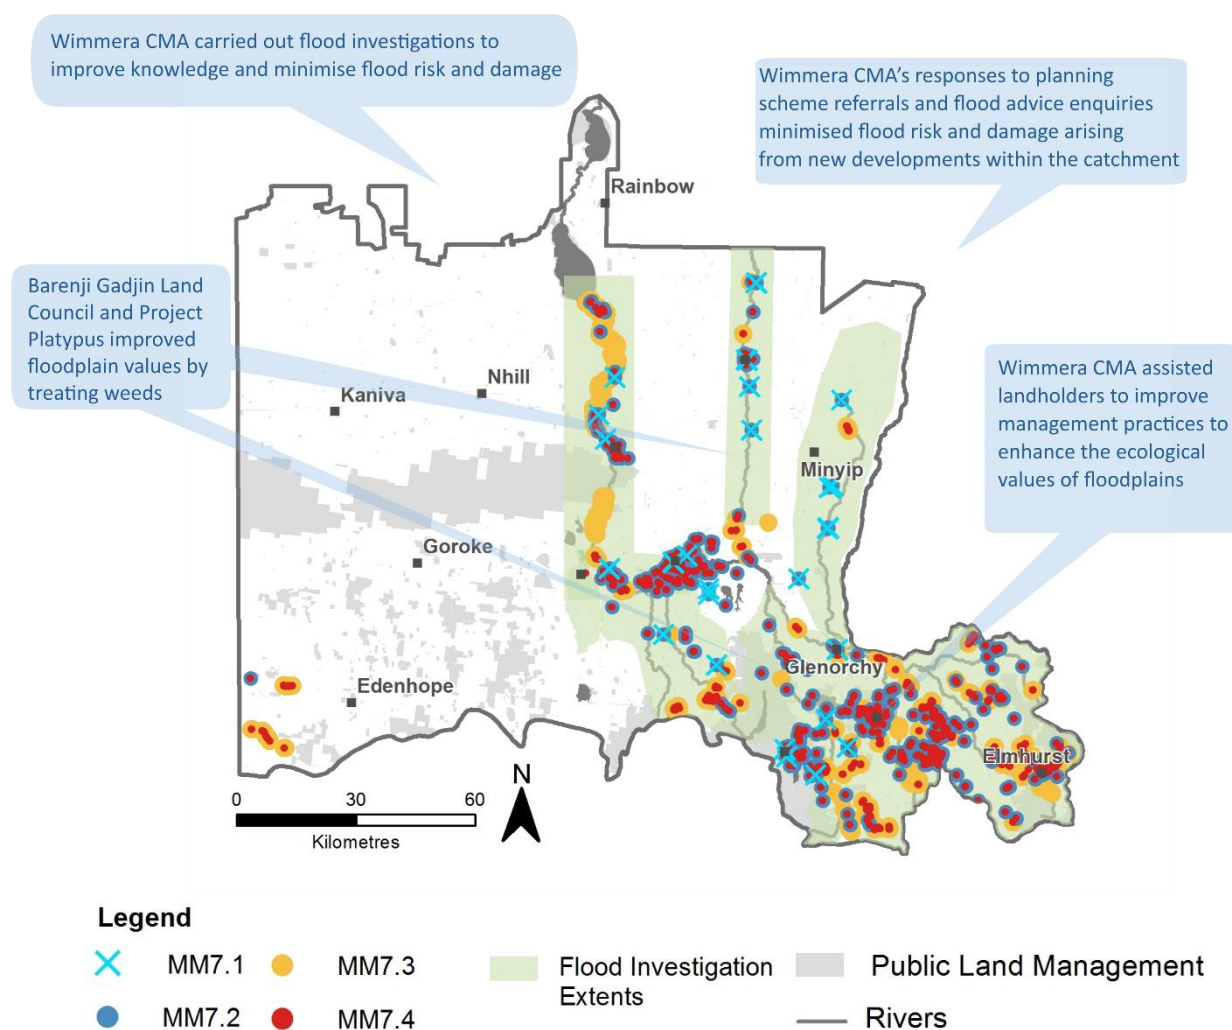 Wimmera CMA carried out flood investigations to
improve knowledge and minimise flood risk and damage
Wimmera CMA's responses to planning
scheme referrals and flood advice enquiries
minimised flood risk and damage arising
from new developments within the catchment
Rainbow
Barenji Gadjin Land
Council and Project
Platypus improved
floodplain values by
treating weeds
Wimmera CMA assisted
landholders to improve
management practices to
enhance the ecological
values of floodplains
Nhill
Kaniva
Minyip
Goroke
Glenorchy
Edenhope
Elmhurst
N
0 30 60
Kilometres
Legend
MM7.1
MM7.3
Flood Investigation
Extents
Public Land Management
MM7.2
MM7.4
Rivers